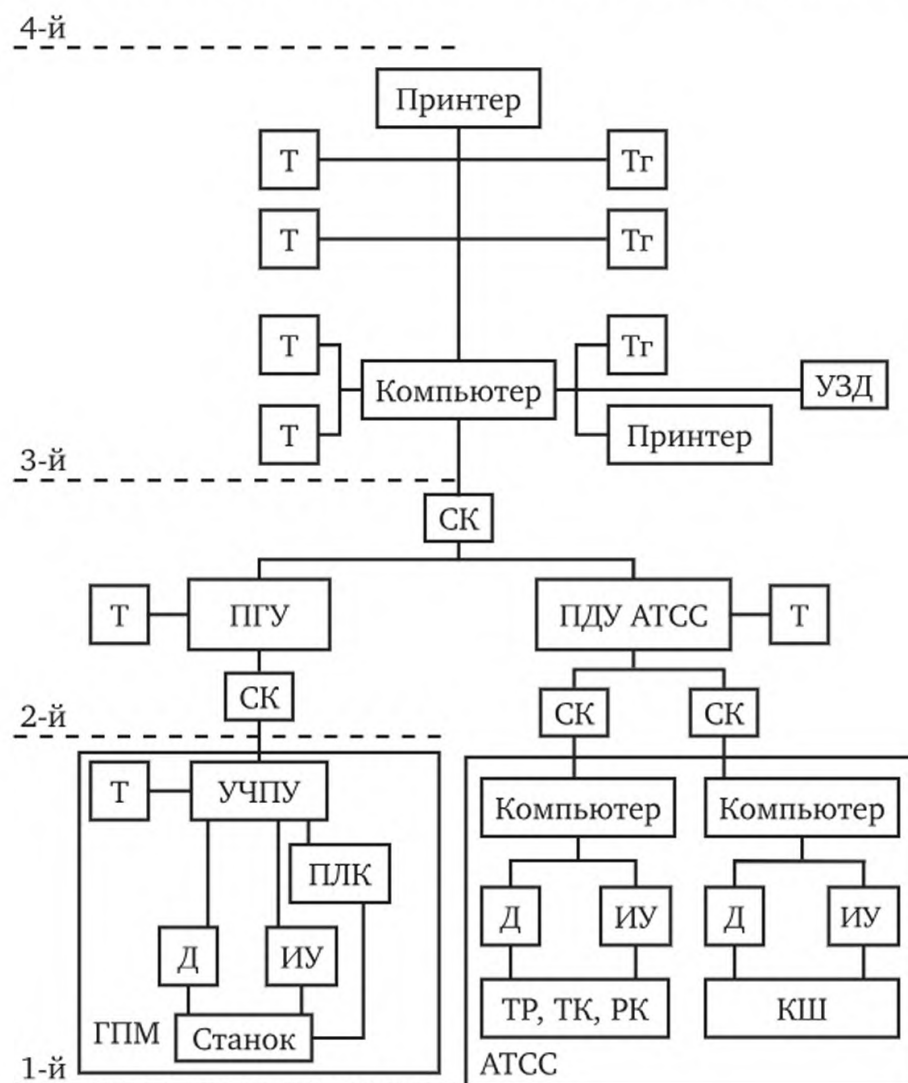 4-й
Принтер
Т
Тг
Т
Тг
Т
Тг
Компьютер
УЗД
Т
Принтер
3-й
СК
Т
ПГУ
ПДУ АТСС
Т
СК
СК
СК
2-й
Т
УЧПУ
Компьютер
Компьютер
ПЛК
Д
ИУ
Д
ИУ
Д
ИУ
ТР, ТК, РК
КШ
ГПМ
Станок
АТСС
1-й